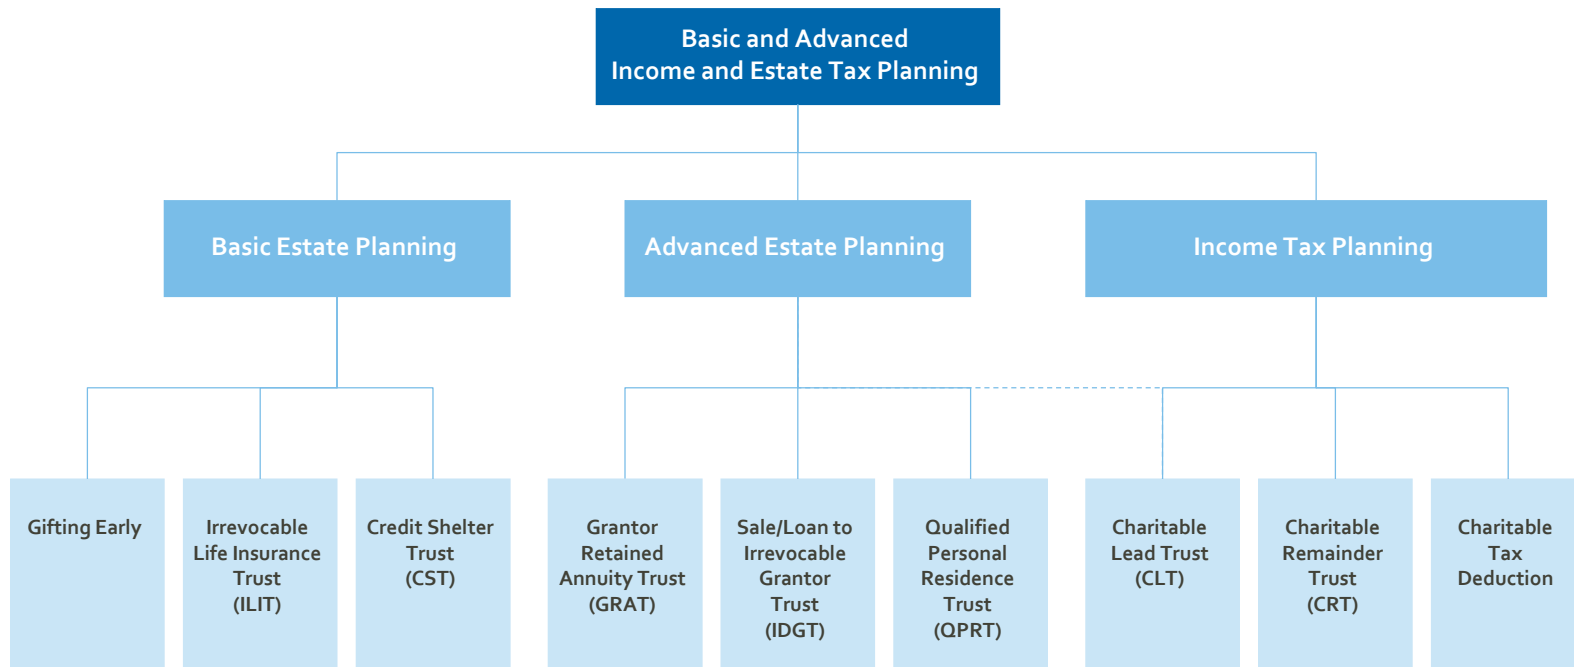 Basic and Advanced
Income and Estate Tax Planning
Basic Estate Planning
Advanced Estate Planning
Income Tax Planning
Gifting Early
Irrevocable
Life Insurance
Trust
(ILIT)
Credit Shelter
Trust
(CST)
Grantor
Retained
Annuity Trust
(GRAT)
Sale/Loan to
Irrevocable
Grantor
Trust
(IDGT)
Qualified
Personal
Residence
Trust
(QPRT)
Charitable
Lead Trust
(CLT)
Charitable
Remainder
Trust
(CRT)
Charitable
Tax
Deduction